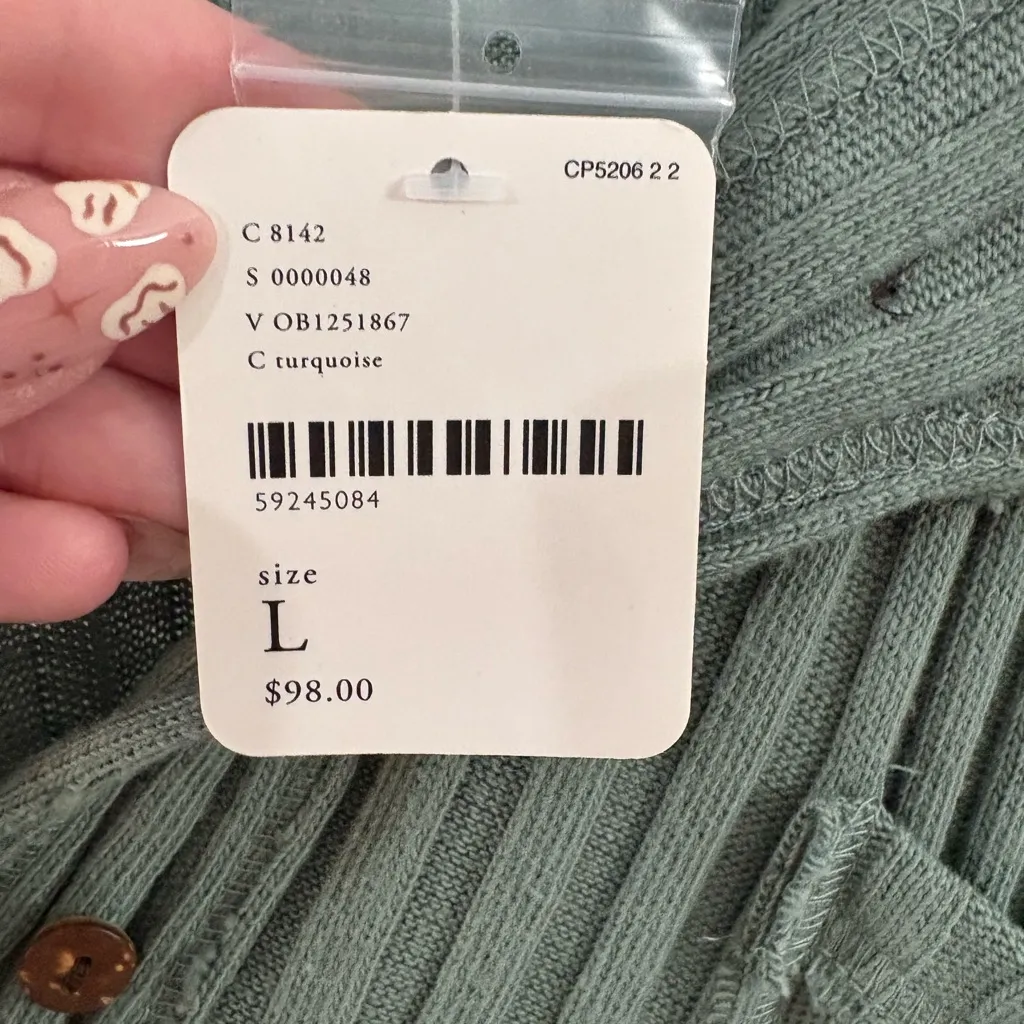 CP5206 2 2
C 8142
S 0000048
V OB1251867
C turquoise
59245084
size
L
$98.00